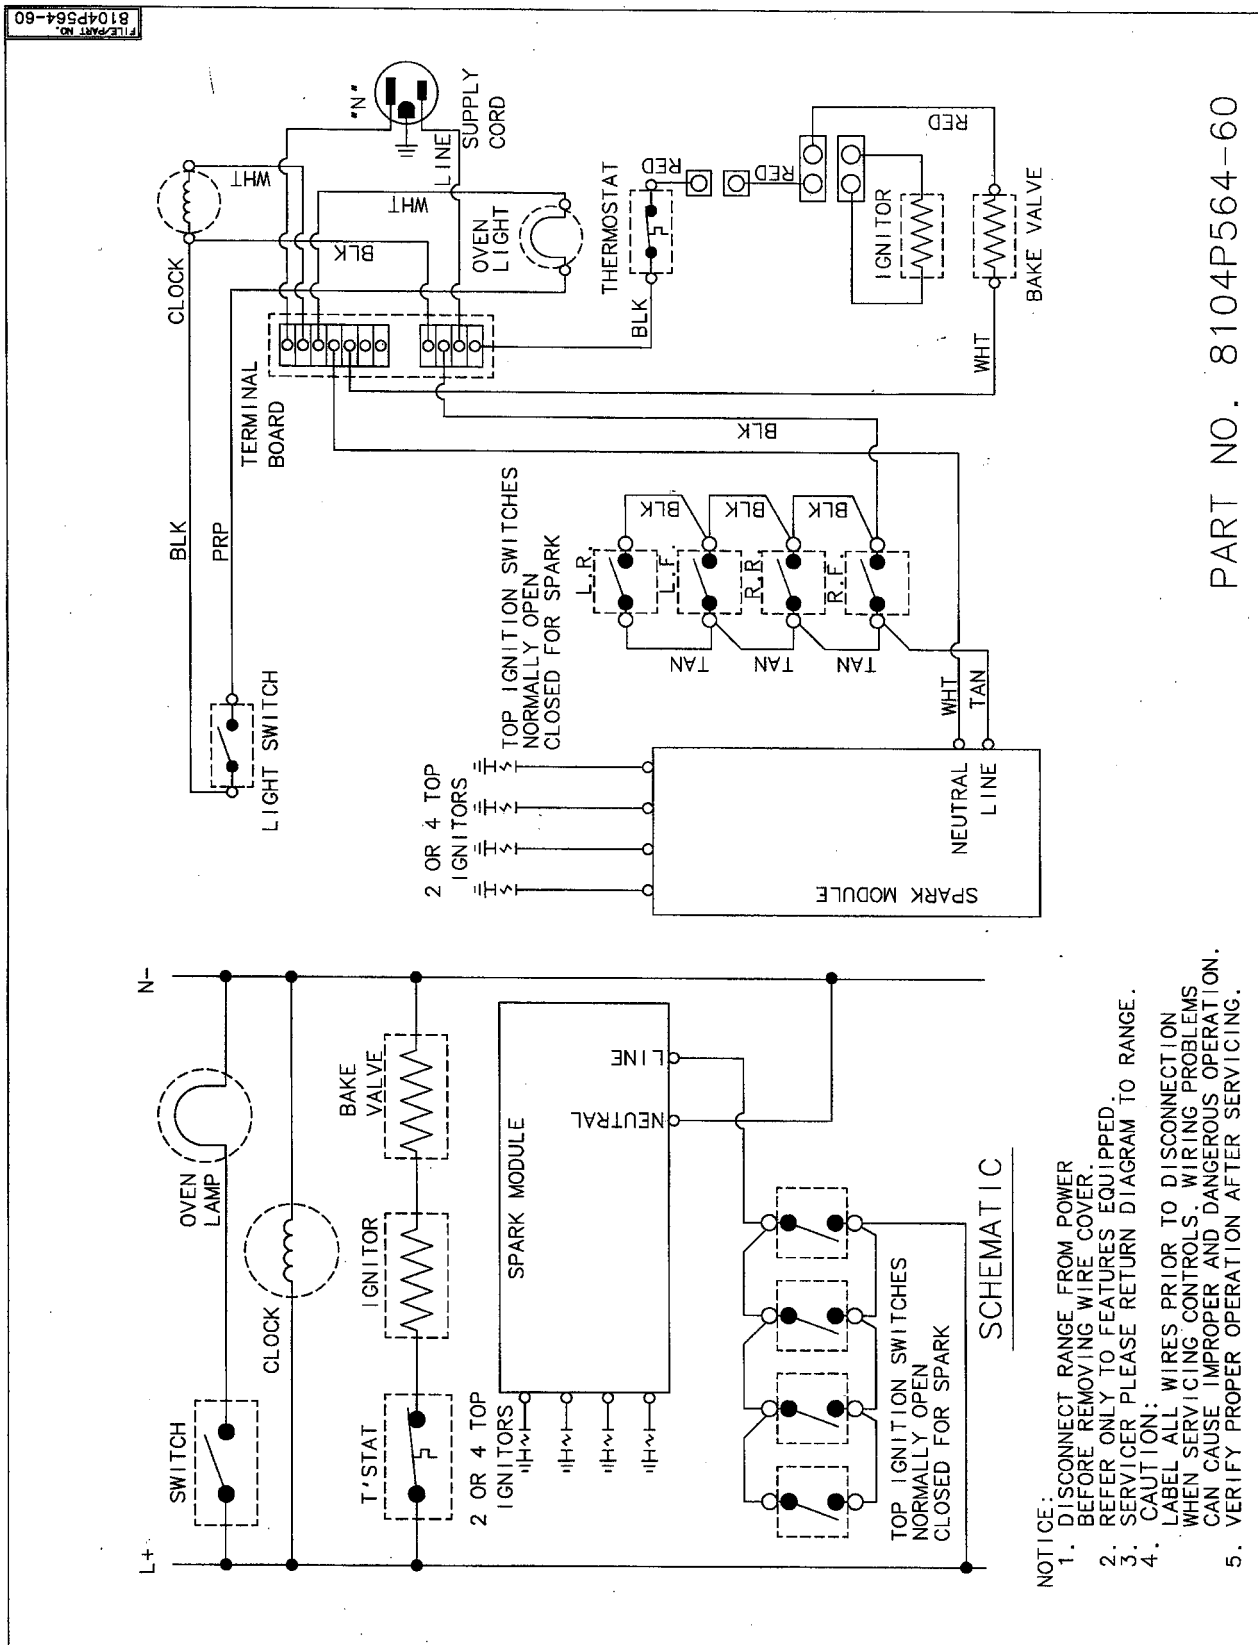 FILE/PART NO.
8104P564-60
L+
N-
SWITCH
OVEN
LAMP
CLOCK
T'STAT
IGNITOR
BAKE
VALVE
2 OR 4 TOP
IGNITORS
SPARK MODULE
LINE
NEUTRAL
TOP IGNITION SWITCHES
NORMALLY OPEN
CLOSED FOR SPARK
SCHEMATIC
NOTICE:
1. DISCONNECT RANGE FROM POWER
BEFORE REMOVING WIRE COVER.
2. REFER ONLY TO FEATURES EQUIPPED.
3. SERVICER PLEASE RETURN DIAGRAM TO RANGE.
4. CAUTION:
LABEL ALL WIRES PRIOR TO DISCONNECTION
WHEN SERVICING CONTROLS. WIRING PROBLEMS
CAN CAUSE IMPROPER AND DANGEROUS OPERATION.
5. VERIFY PROPER OPERATION AFTER SERVICING.
CLOCK
WHT
"N"
SUPPLY
CORD
LINE
WHT
BLK
OVEN
LIGHT
BLK
PRP
LIGHT SWITCH
TERMINAL
BOARD
THERMOSTAT
BLK
RED
RED
RED
IGNITOR
BAKE VALVE
WHT
BLK
TOP IGNITION SWITCHES
NORMALLY OPEN
CLOSED FOR SPARK
L.R.
L.F.
R.R
R.F.
BLK
BLK
BLK
TAN
TAN
TAN
WHT
TAN
2 OR 4 TOP
IGNITORS
NEUTRAL
LINE
SPARK MODULE
PART NO. 8104P564-60